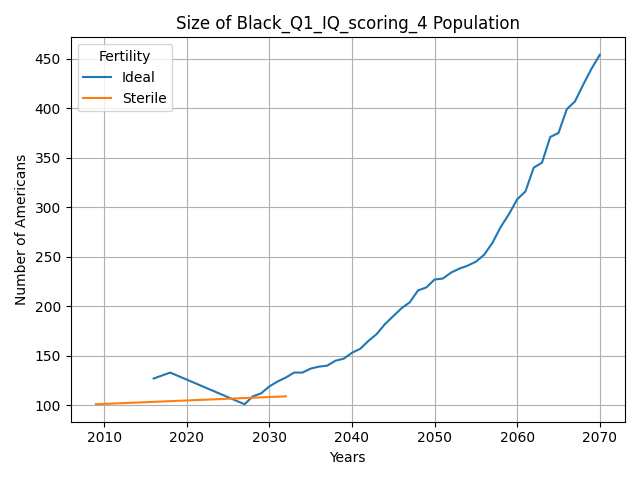 Size of Black_Q1_IQ_scoring_4 Population
Fertility
Ideal
Sterile
Number of Americans
450
400
350
300
250
200
150
100
2010 2020 2030 2040 2050 2060 2070
Years